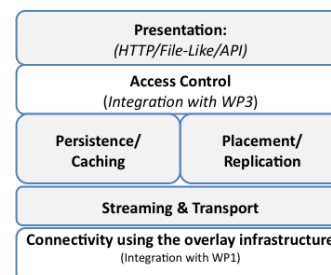 Presentation:
(HTTP/File-Like/API)
Access Control
(Integration with WP3)
Persistence/
Caching
Placement/
Replication
Streaming & Transport
Connectivity using the overlay infrastructure
(Integration with WP1)